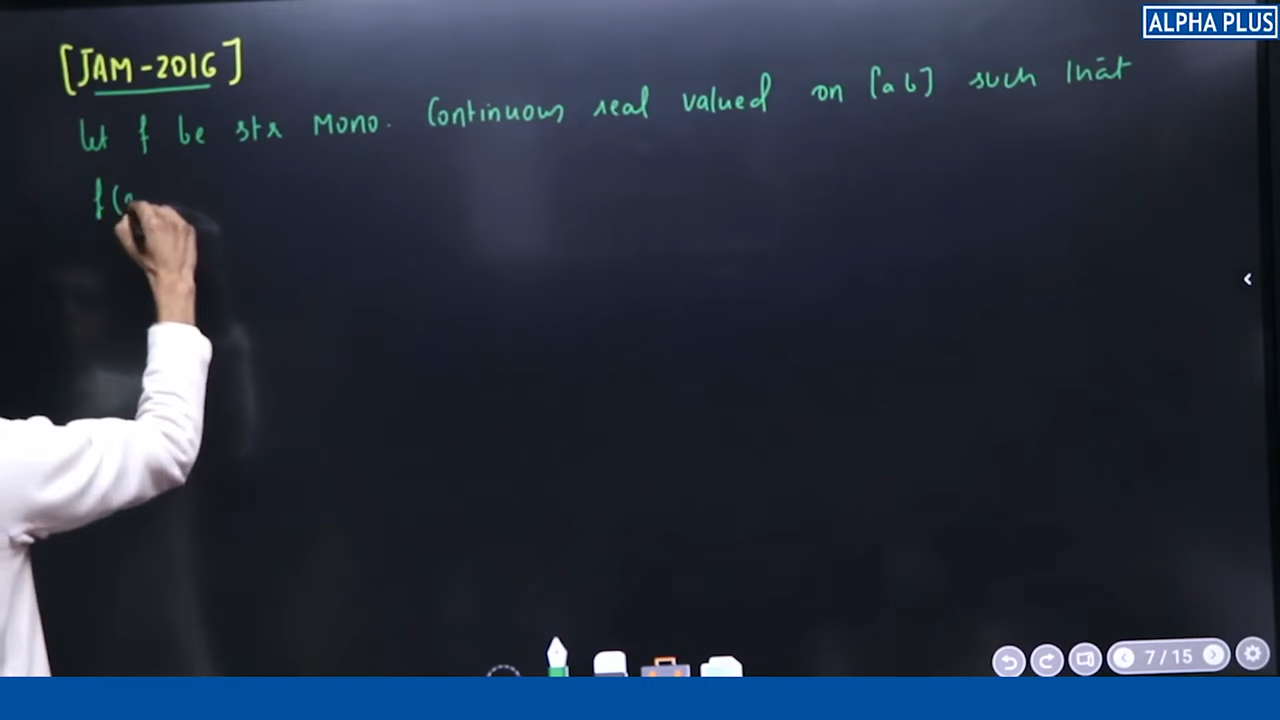 ALPHA PLUS
[JAM-2016]
let f be str Mono. Continuous real valued on [a b] such that
f(a
7/15